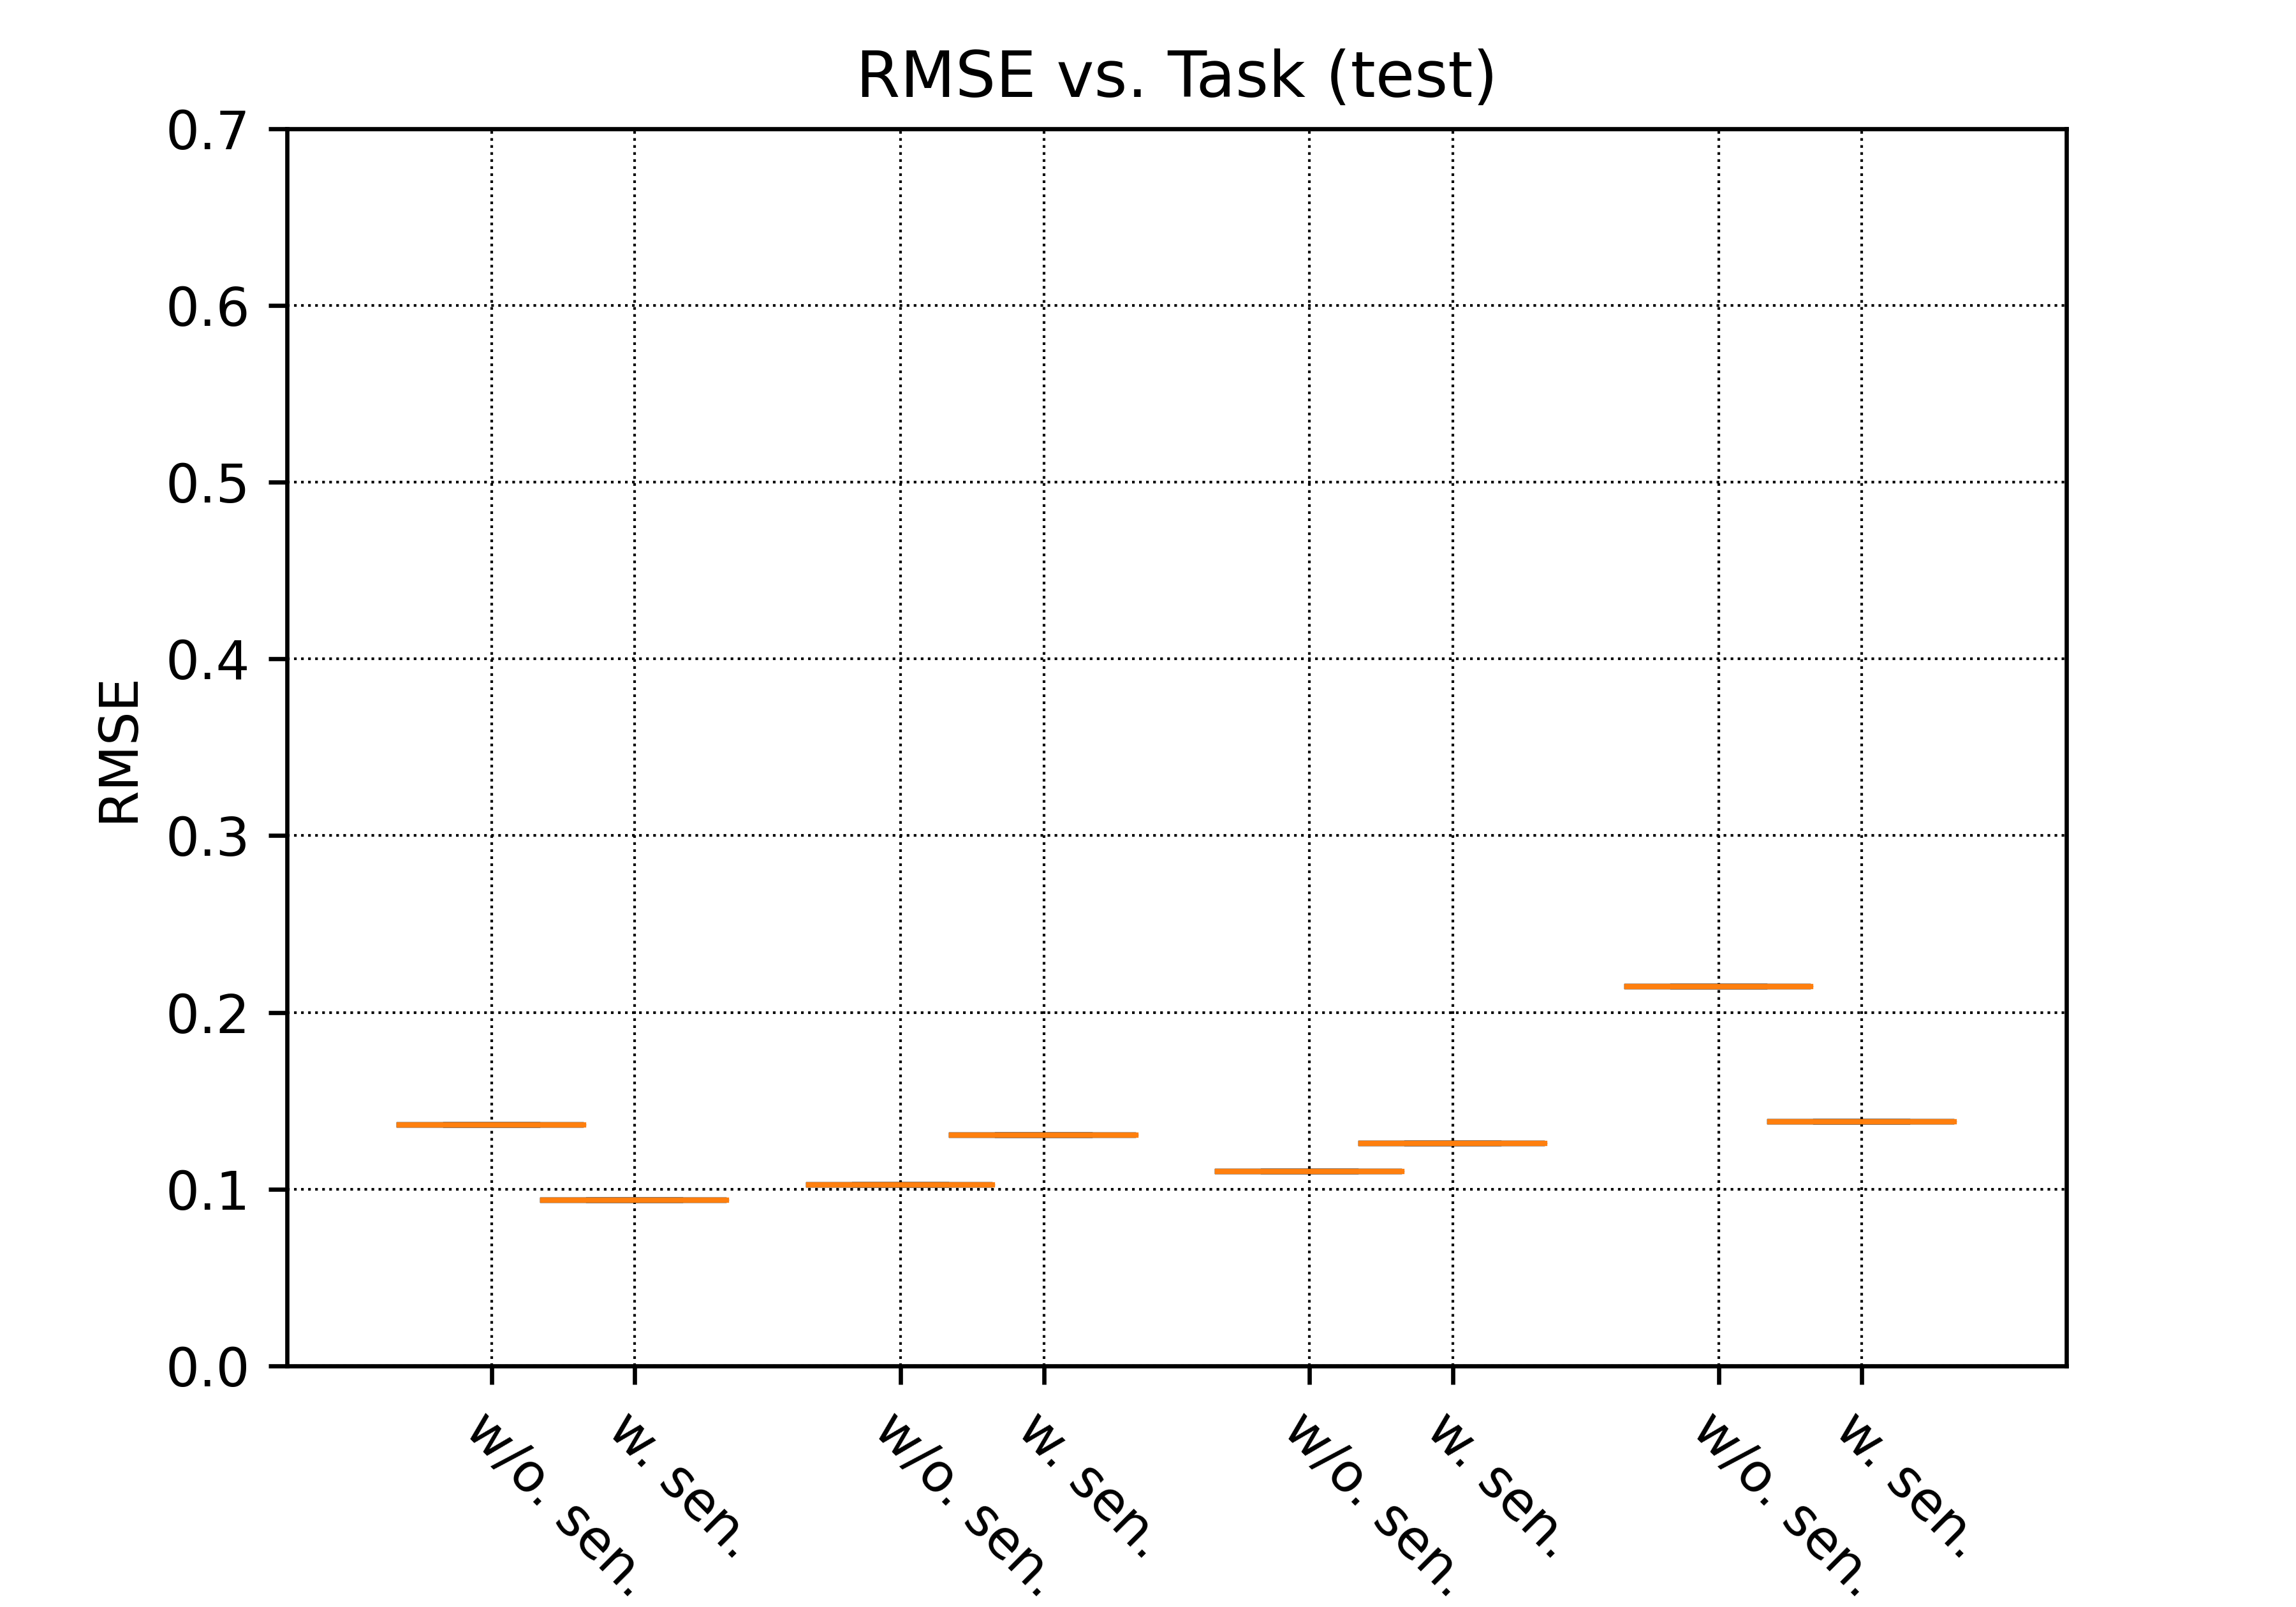 RMSE vs. Task (test)
0.7
0.6
0.5
0.4
0.3
0.2
0.1
0.0
RMSE
w/o. sen.
w. sen.
w/o. sen.
w. sen.
w/o. sen.
w. sen.
w/o. sen.
w. sen.